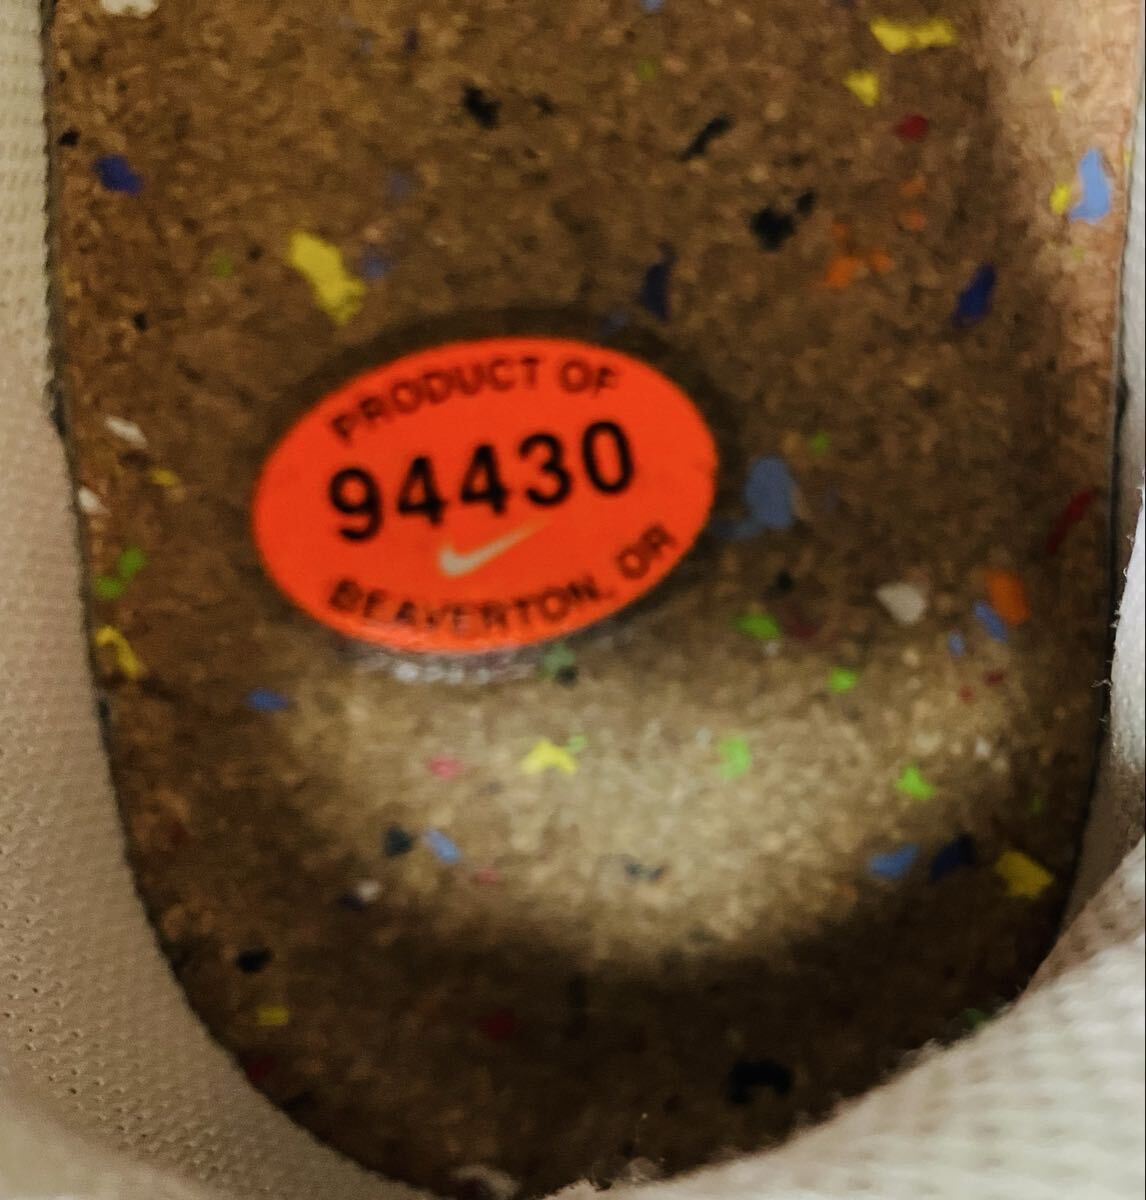 PRODUCT OF
94430
BEAVERTON, OR